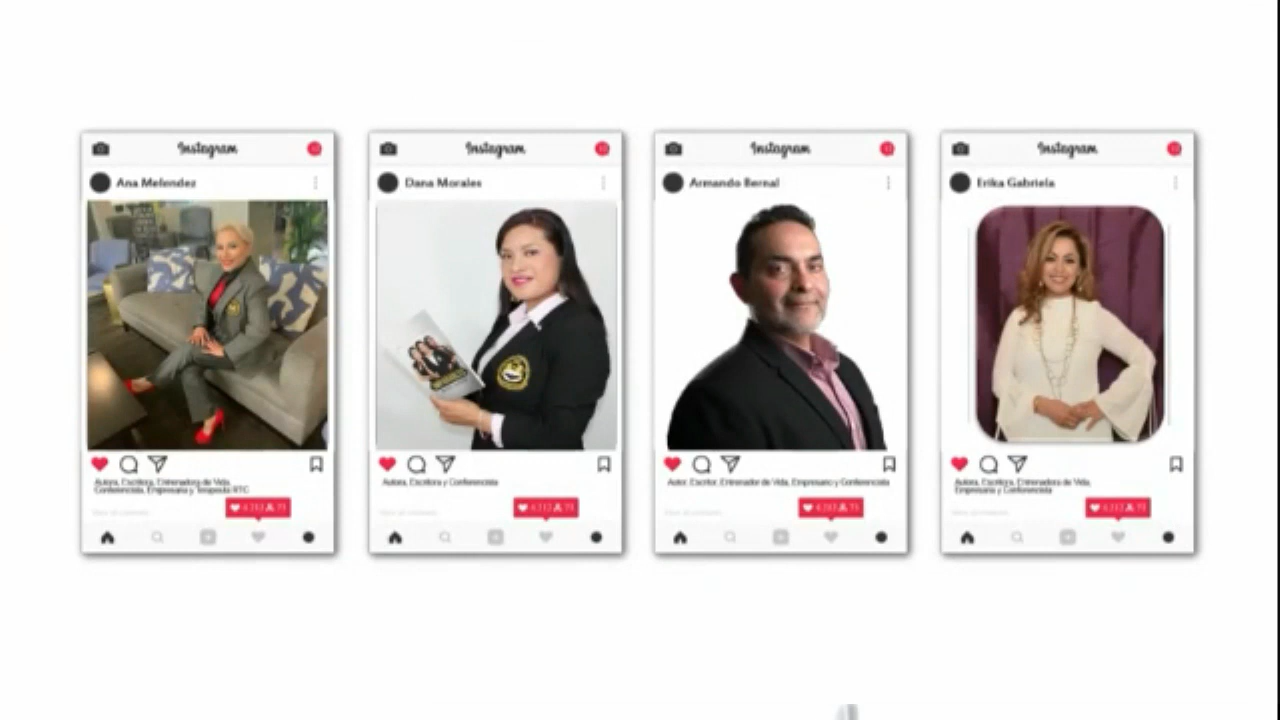 Instagram
Ana Melendez
Autora, Escritora, Entrenadora de Vida,
Conferencista, Empresaria y Terapeuta RTC
Instagram
Dana Morales
Autora, Escritora y Conferencista
Instagram
Armando Bernal
Autor, Escritor, Entrenador de Vida, Empresario y Conferencista
Instagram
Erika Gabriela
Autora, Escritora, Entrenadora de Vida,
Empresaria y Conferencista